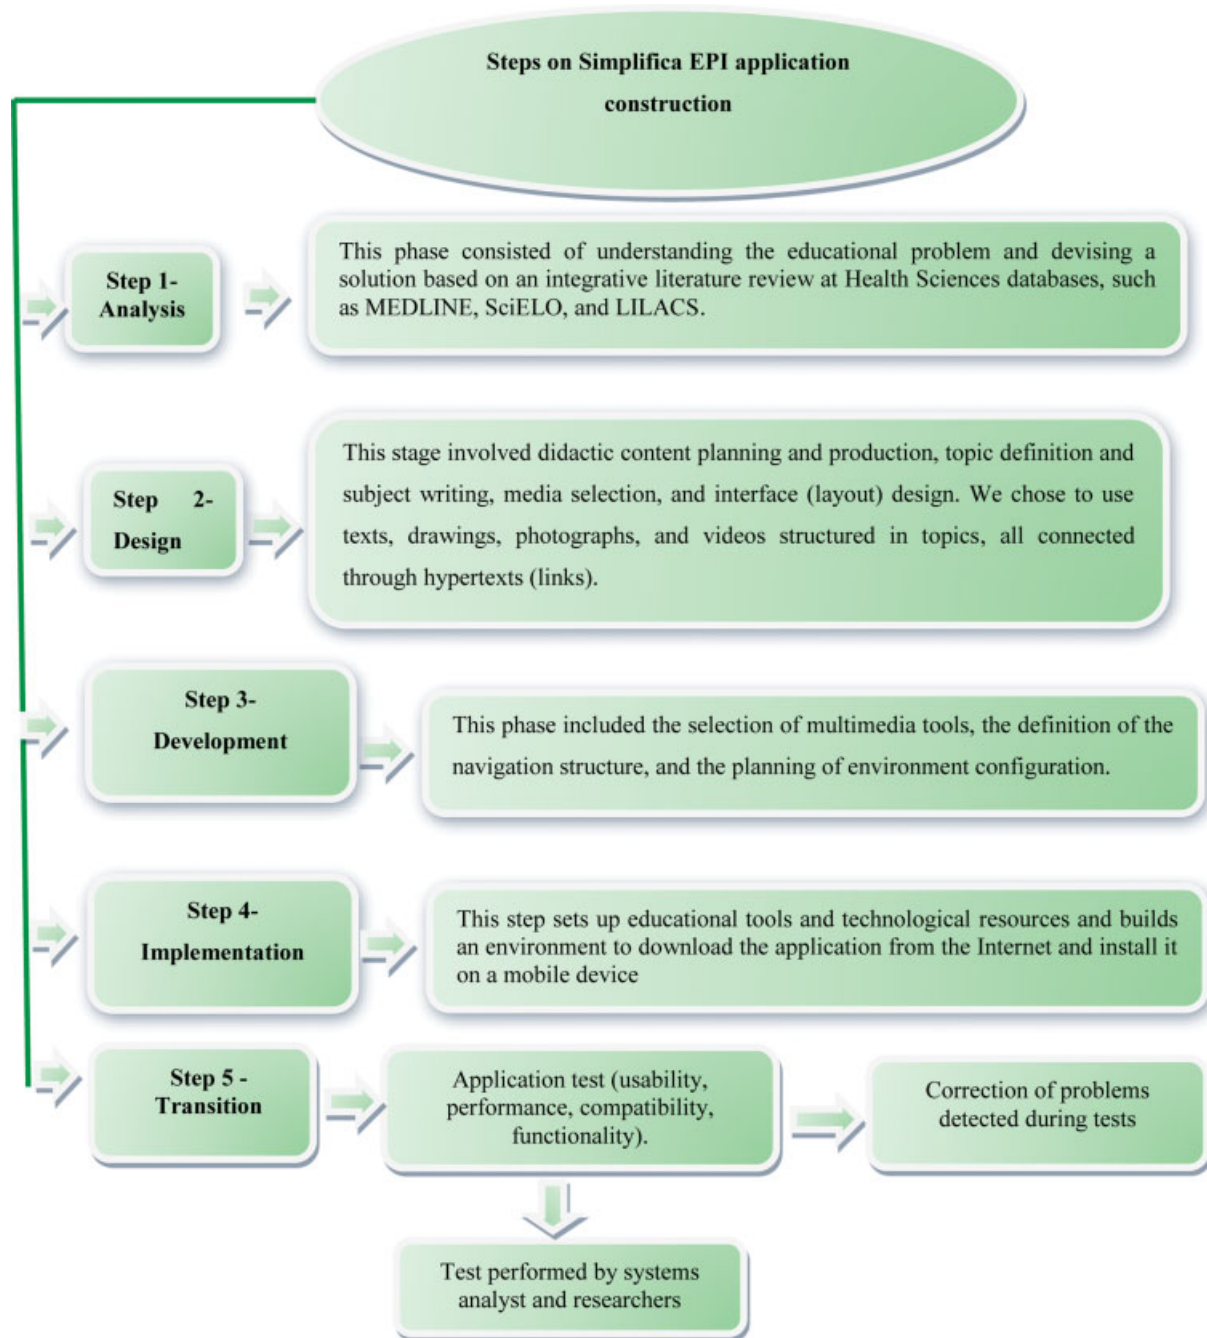 Steps on Simplifica EPI application
construction
Step 1-
Analysis
This phase consisted of understanding the educational problem and devising a
solution based on an integrative literature review at Health Sciences databases, such
as MEDLINE, SciELO, and LILACS.
Step 2-
Design
This stage involved didactic content planning and production, topic definition and
subject writing, media selection, and interface (layout) design. We chose to use
texts, drawings, photographs, and videos structured in topics, all connected
through hypertexts (links).
Step 3-
Development
This phase included the selection of multimedia tools, the definition of the
navigation structure, and the planning of environment configuration.
Step 4-
Implementation
This step sets up educational tools and technological resources and builds
an environment to download the application from the Internet and install it
on a mobile device
Step 5 -
Transition
Application test (usability,
performance, compatibility,
functionality).
Correction of problems
detected during tests
Test performed by systems
analyst and researchers